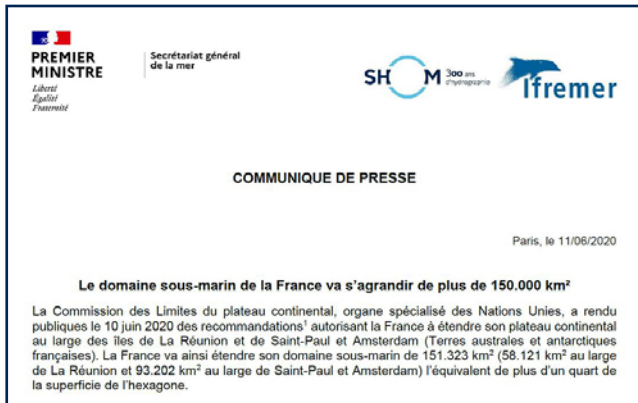 PREMIER
MINISTRE
Liberté
Égalité
Fraternité
Secrétariat général
de la mer
SHOM 300 ans
d'hydrographie
Ifremer
COMMUNIQUE DE PRESSE
Paris, le 11/06/2020
Le domaine sous-marin de la France va s'agrandir de plus de 150.000 km²
La Commission des Limites du plateau continental, organe spécialisé des Nations Unies, a rendu
publiques le 10 juin 2020 des recommandations¹ autorisant la France à étendre son plateau continental
au large des îles de La Réunion et de Saint-Paul et Amsterdam (Terres australes et antarctiques
françaises). La France va ainsi étendre son domaine sous-marin de 151.323 km² (58.121 km² au large
de La Réunion et 93.202 km² au large de Saint-Paul et Amsterdam) l'équivalent de plus d'un quart de
la superficie de l'hexagone.